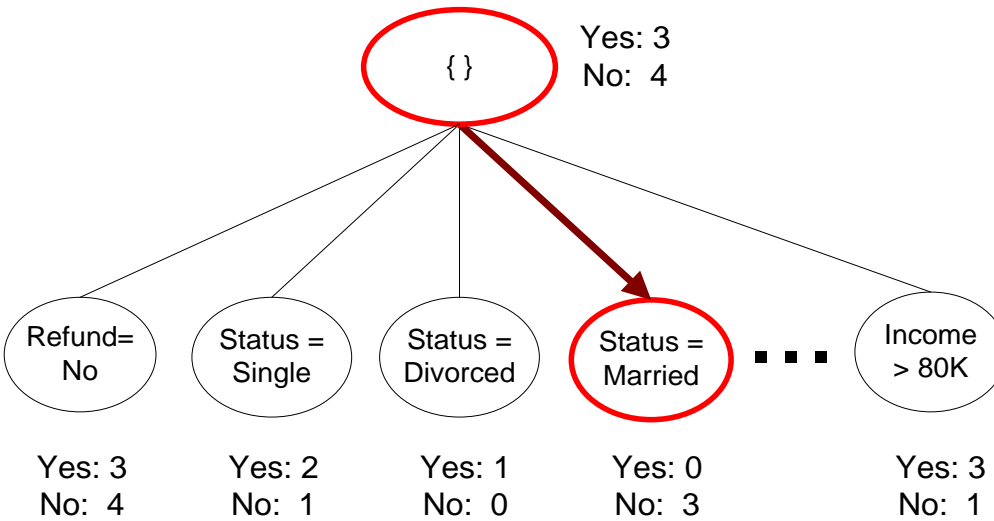 { }
Yes: 3
No: 4
Refund=
No
Status =
Single
Status =
Divorced
Status =
Married
Income
> 80K
Yes: 3
No: 4
Yes: 2
No: 1
Yes: 1
No: 0
Yes: 0
No: 3
Yes: 3
No: 1